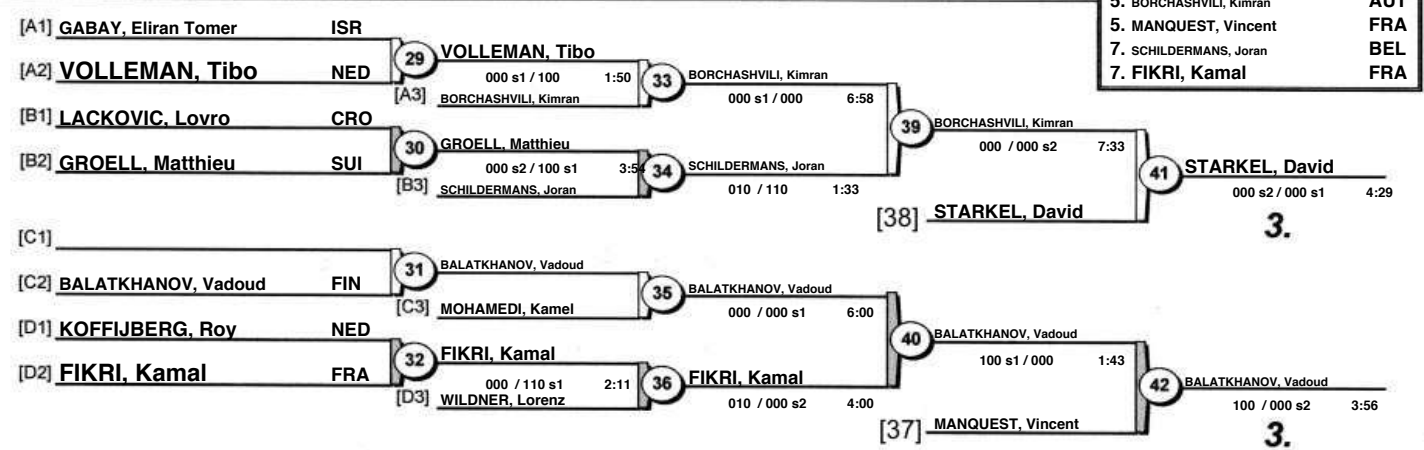 5. BORCHASHVILI, Kimran AUT
5. MANQUEST, Vincent FRA
7. SCHILDERMANS, Joran BEL
7. FIKRI, Kamal FRA
[A1] GABAY, Eliran Tomer ISR
29 VOLLEMAN, Tibo
[A2] VOLLEMAN, Tibo NED
000 s1 / 100 1:50
33 BORCHASHVILI, Kimran
[A3] BORCHASHVILI, Kimran
000 s1 / 000 6:58
[B1] LACKOVIC, Lovro CRO
39 BORCHASHVILI, Kimran
30 GROELL, Matthieu
000 / 000 s2 7:33
[B2] GROELL, Matthieu SUI
000 s2 / 100 s1 3:54
34 SCHILDERMANS, Joran
41 STARKEL, David
[B3] SCHILDERMANS, Joran
010 / 110 1:33
000 s2 / 000 s1 4:29
[38] STARKEL, David
3.
[C1]
31 BALATKHANOV, Vadoud
[C2] BALATKHANOV, Vadoud FIN
35 BALATKHANOV, Vadoud
[C3] MOHAMEDI, Kamel
000 / 000 s1 6:00
[D1] KOFFIJBERG, Roy NED
40 BALATKHANOV, Vadoud
32 FIKRI, Kamal
100 s1 / 000 1:43
[D2] FIKRI, Kamal FRA
000 / 110 s1 2:11
36 FIKRI, Kamal
42 BALATKHANOV, Vadoud
[D3] WILDNER, Lorenz
010 / 000 s2 4:00
100 / 000 s2 3:56
[37] MANQUEST, Vincent
3.